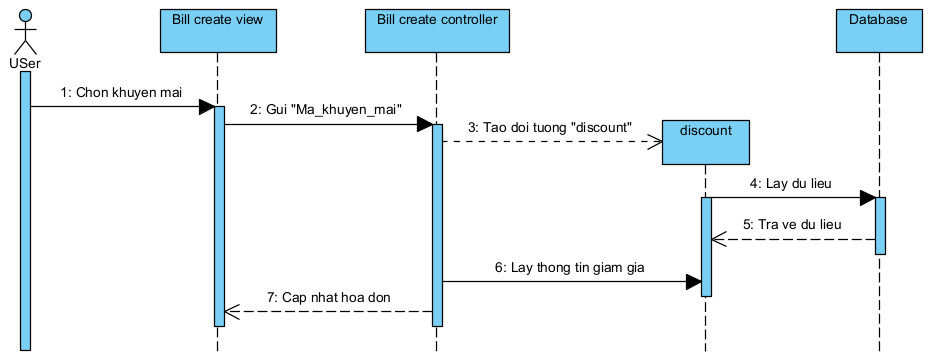 Bill create view
Bill create controller
Database
USer
1: Chon khuyen mai
2: Gui "Ma_khuyen_mai"
3: Tao doi tuong "discount"
discount
4: Lay du lieu
5: Tra ve du lieu
6: Lay thong tin giam gia
7: Cap nhat hoa don